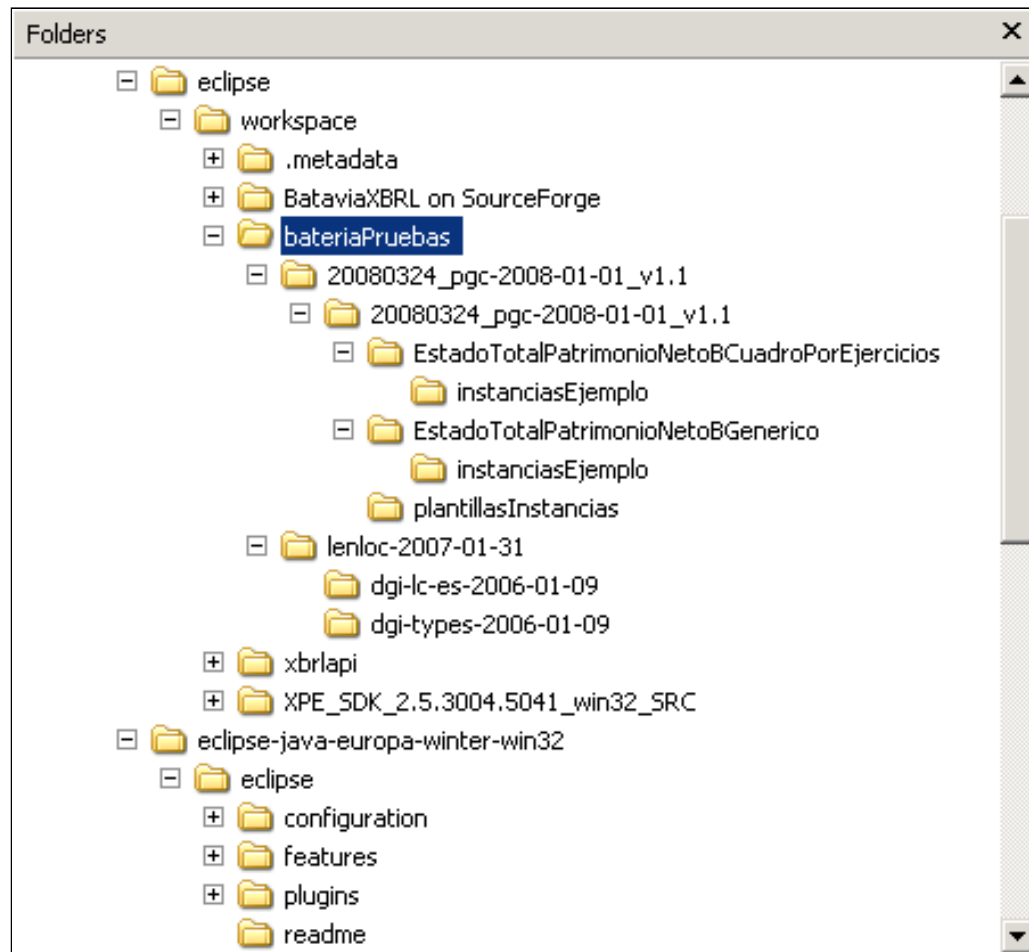 Folders
eclipse
workspace
.metadata
BataviaXBRL on SourceForge
bateriaPruebas
20080324_pgc-2008-01-01_v1.1
20080324_pgc-2008-01-01_v1.1
EstadoTotalPatrimonioNetoBCuadroPorEjercicios
instanciasEjemplo
EstadoTotalPatrimonioNetoBGenerico
instanciasEjemplo
plantillasInstancias
lenloc-2007-01-31
dgi-lc-es-2006-01-09
dgi-types-2006-01-09
xbrlapi
XPE_SDK_2.5.3004.5041_win32_SRC
eclipse-java-europa-winter-win32
eclipse
configuration
features
plugins
readme